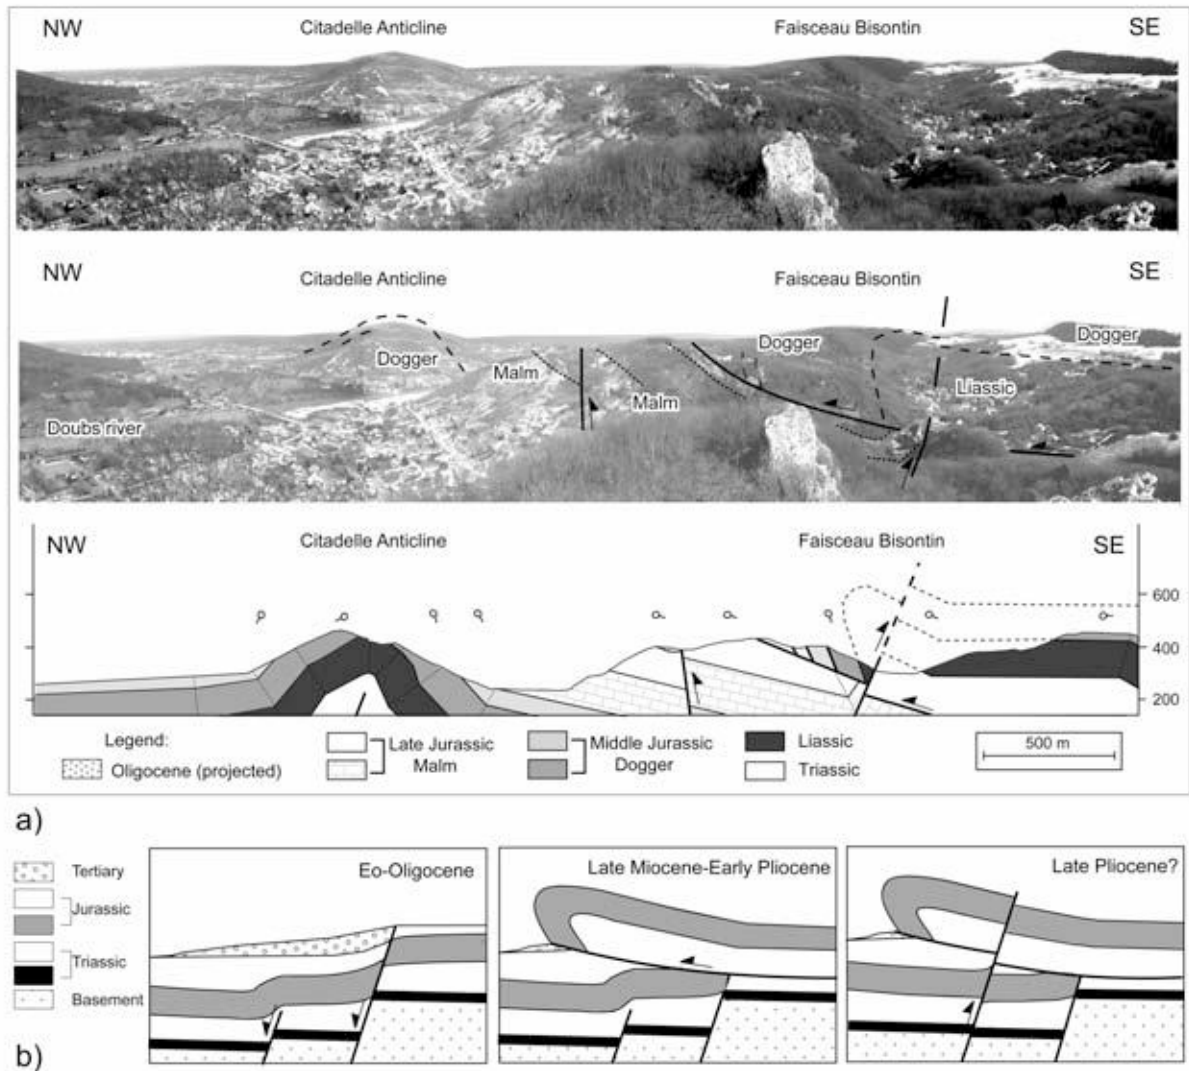 NW Citadelle Anticline Faisceau Bisontin SE
NW Citadelle Anticline Faisceau Bisontin SE
Dogger Dogger Dogger
Malm Liassic
Malm
Doubs river
NW Citadelle Anticline Faisceau Bisontin SE
600
400 400
200 200
Legend:
Oligocene (projected)
Late Jurassic
Malm
Middle Jurassic
Dogger
Liassic
Triassic
500 m
a)
Tertiary
Jurassic
Triassic
Basement
Eo-Oligocene
Late Miocene-Early Pliocene
Late Pliocene?
b)